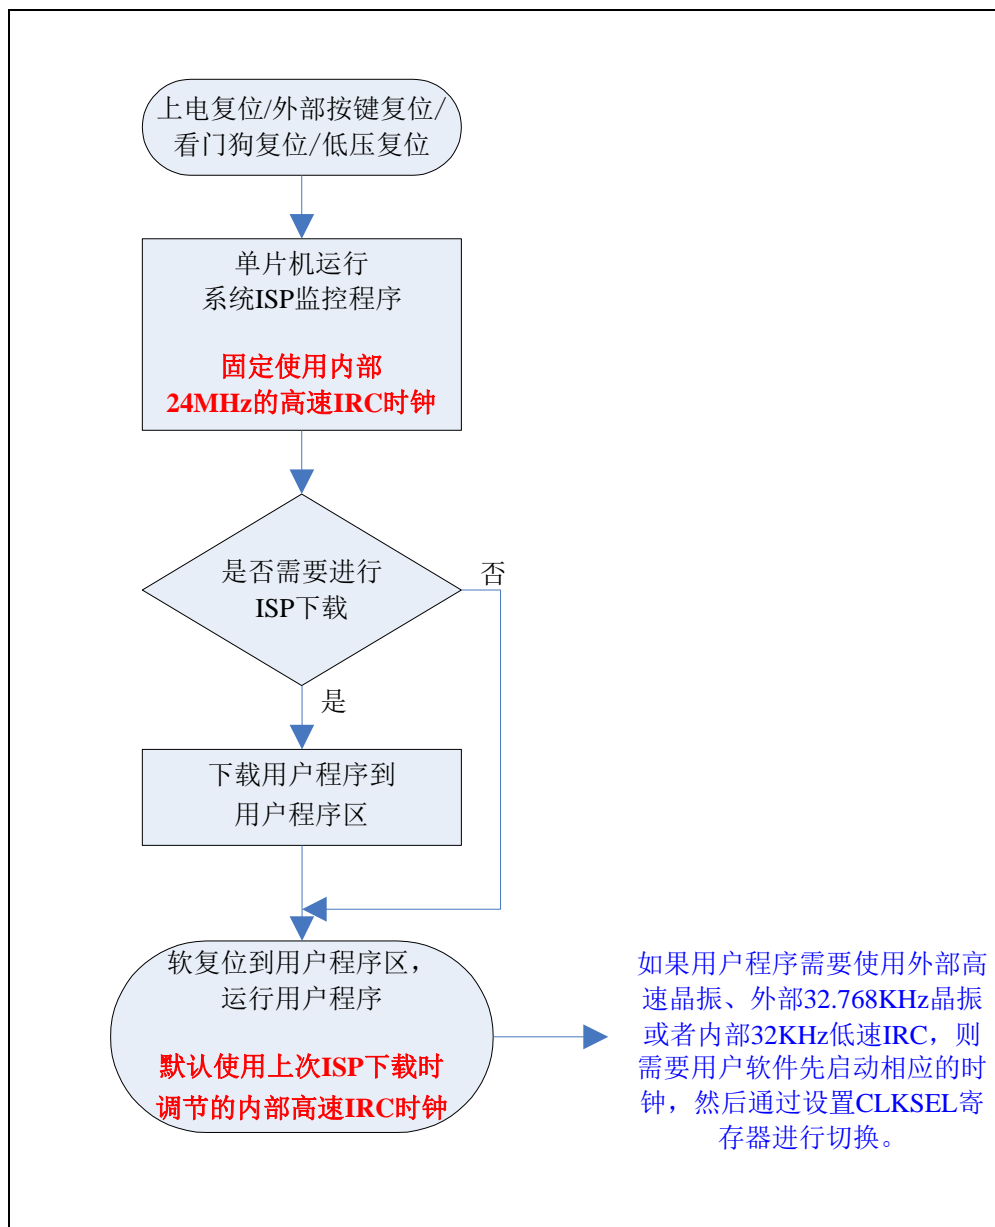 上电复位/外部按键复位/
看门狗复位/低压复位
单片机运行
系统ISP监控程序
固定使用内部
24MHz的高速IRC时钟
是否需要进行
ISP下载
否
是
下载用户程序到
用户程序区
软复位到用户程序区，
运行用户程序
默认使用上次ISP下载时
调节的内部高速IRC时钟
如果用户程序需要使用外部高
速晶振、外部32.768KHz晶振
或者内部32KHz低速IRC，则
需要用户软件先启动相应的时
钟，然后通过设置CLKSEL寄
存器进行切换。